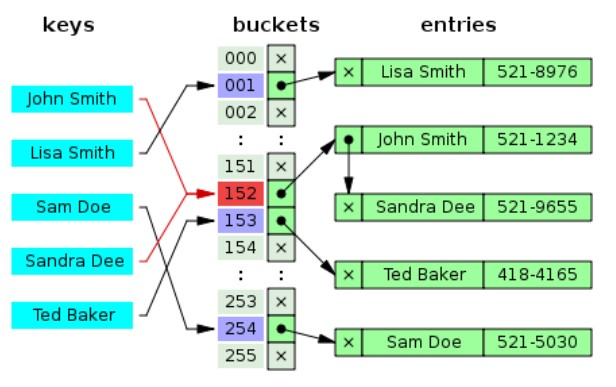 keys
buckets
entries
John Smith
Lisa Smith
Sam Doe
Sandra Dee
Ted Baker
000 ×
001
002 ×
: :
151 ×
152
153
154 ×
: :
253 ×
254
255 ×
× Lisa Smith 521-8976
John Smith 521-1234
× Sandra Dee 521-9655
× Ted Baker 418-4165
× Sam Doe 521-5030